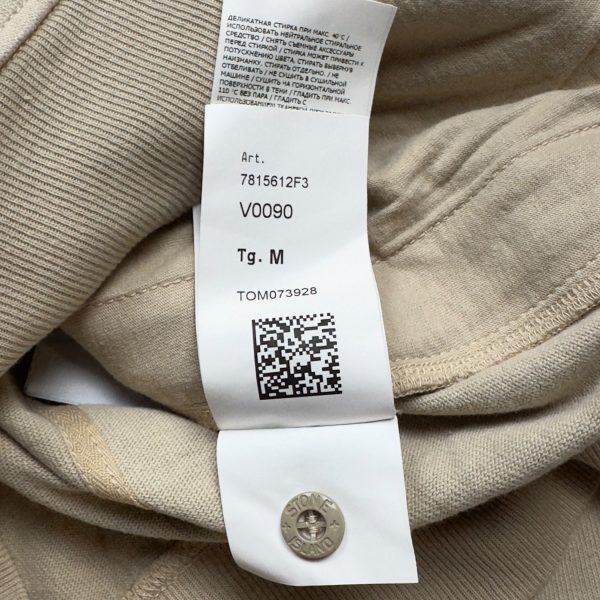 ДЕЛИКАТНАЯ СТИРКА ПРИ МАКС. 40°C /
ИСПОЛЬЗОВАТЬ НЕЙТРАЛЬНОЕ СТИРАЛЬНОЕ
СРЕДСТВО / СНЯТЬ СЪЕМНЫЕ АКСЕССУАРЫ
ПЕРЕД СТИРКОЙ / СТИРКА МОЖЕТ ПРИВЕСТИ К
ПОТУСКНЕНИЮ ЦВЕТА. СТИРАТЬ ВЫВЕРНУВ
НАИЗНАНКУ, СТИРАТЬ ОТДЕЛЬНО. / НЕ
ОТБЕЛИВАТЬ / НЕ СУШИТЬ В СУШИЛЬНОЙ
МАШИНЕ / СУШИТЬ НА ГОРИЗОНТАЛЬНОЙ
ПОВЕРХНОСТИ В ТЕНИ / ГЛАДИТЬ ПРИ МАКС.
110 °C БЕЗ ПАРА / ГЛАДИТЬ С
ИСПОЛЬЗОВАНИЕМ
Art.
7815612F3
V0090
Tg. M
TOM073928
STONE
ISLAND